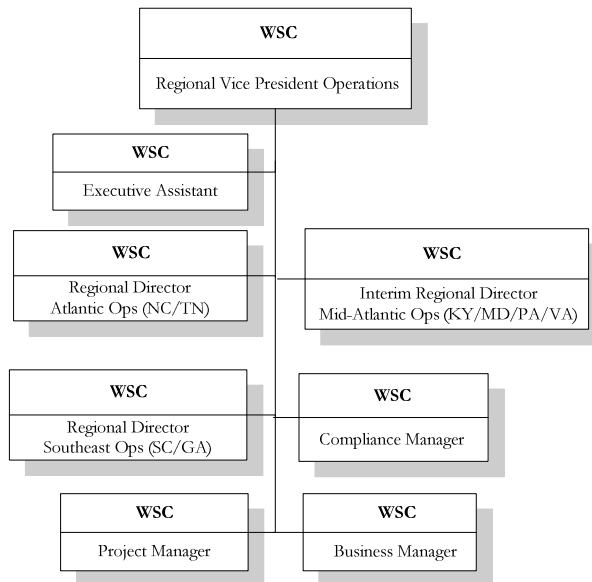 WSC
Regional Vice President Operations
WSC
Executive Assistant
WSC
Regional Director
Atlantic Ops (NC/TN)
WSC
Interim Regional Director
Mid-Atlantic Ops (KY/MD/PA/VA)
WSC
Regional Director
Southeast Ops (SC/GA)
WSC
Compliance Manager
WSC
Project Manager
WSC
Business Manager